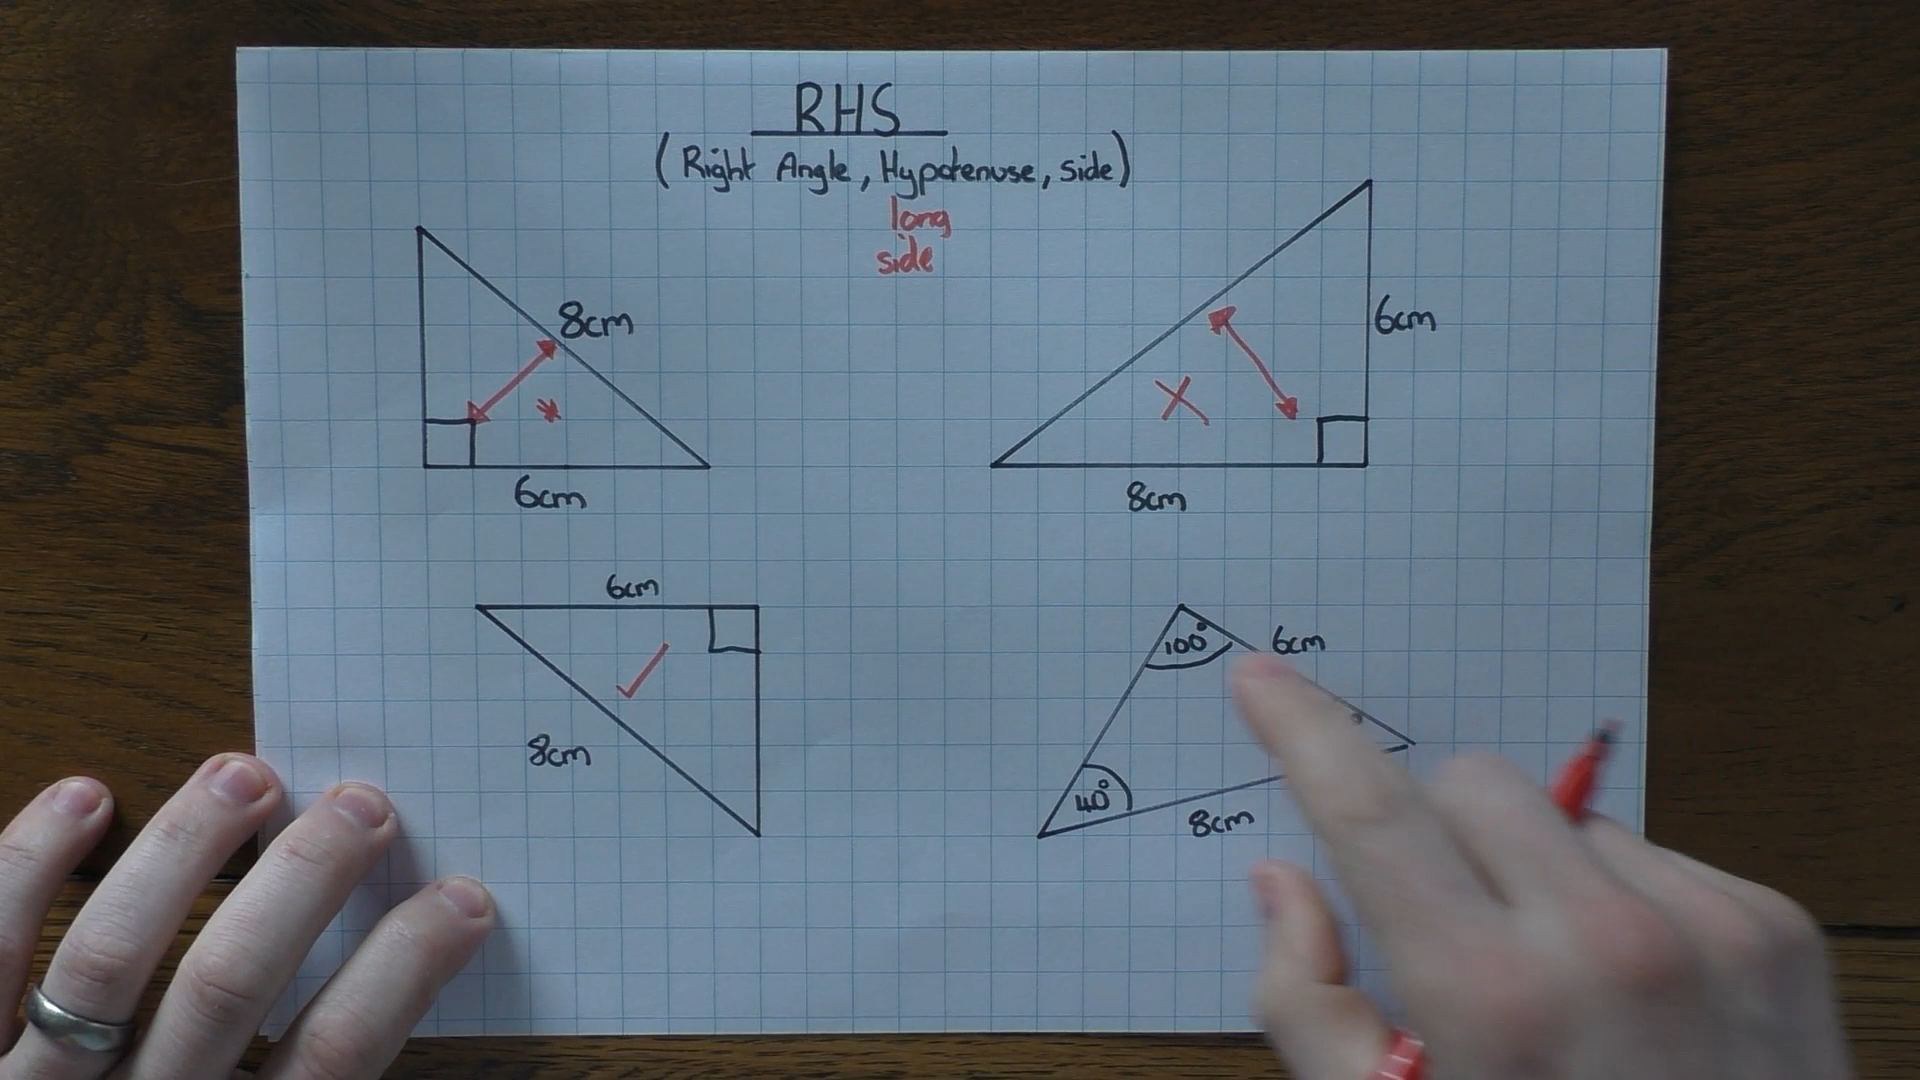 RHS
(Right Angle, Hypotenuse, side)
long
side
8cm
6cm
6cm
8cm
6cm
8cm
100°
6cm
40°
8cm